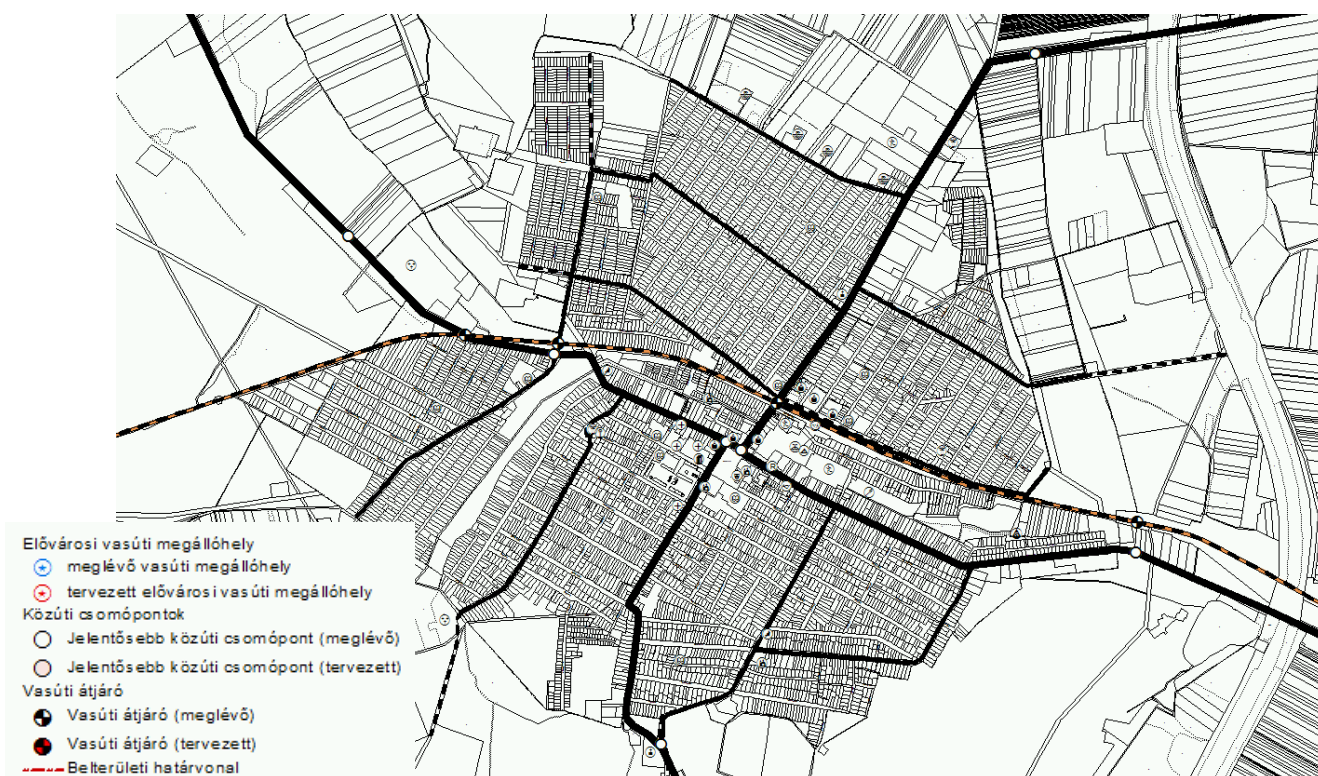 Elővárosi vasúti megállóhely
meglévő vasúti megállóhely
tervezett elővárosi vasúti megállóhely
Közúti csomópontok
Jelentősebb közúti csomópont (meglévő)
Jelentősebb közúti csomópont (tervezett)
Vasúti átjáró
Vasúti átjáró (meglévő)
Vasúti átjáró (tervezett)
Belterületi határvonal